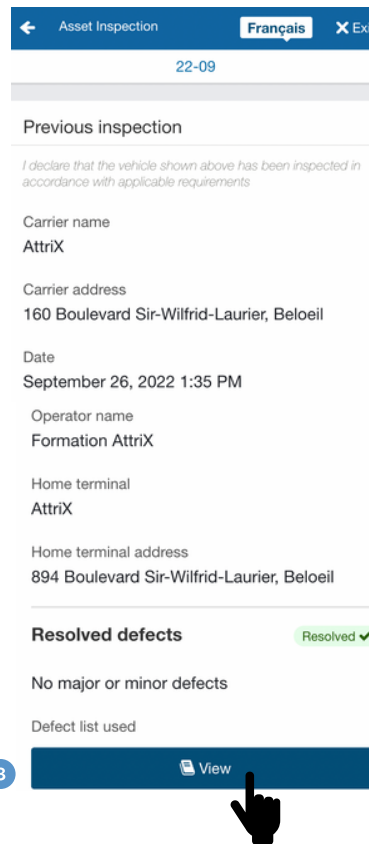 Asset Inspection
Français
Ex
22-09
Previous inspection
I declare that the vehicle shown above has been inspected in
accordance with applicable requirements
Carrier name
AttriX
Carrier address
160 Boulevard Sir-Wilfrid-Laurier, Beloeil
Date
September 26, 2022 1:35 PM
Operator name
Formation AttriX
Home terminal
AttriX
Home terminal address
894 Boulevard Sir-Wilfrid-Laurier, Beloeil
Resolved defects
Resolved
No major or minor defects
Defect list used
3
View